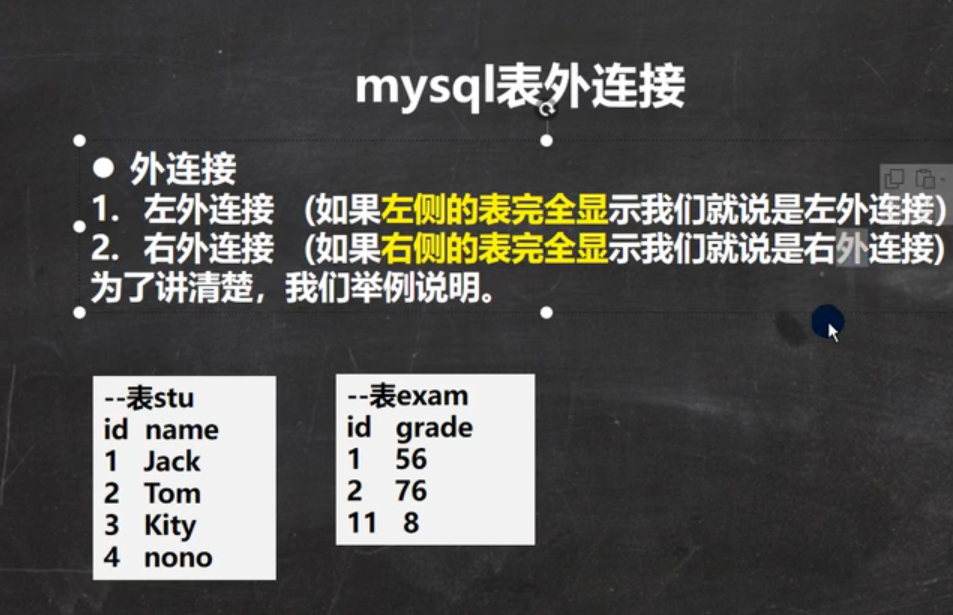 mysql表外连接
● 外连接
1. 左外连接 (如果左侧的表完全显示我们就说是左外连接)
2. 右外连接 (如果右侧的表完全显示我们就说是右外连接)
为了讲清楚，我们举例说明。
--表stu
id name
1 Jack
2 Tom
3 Kity
4 nono
--表exam
id grade
1 56
2 76
11 8